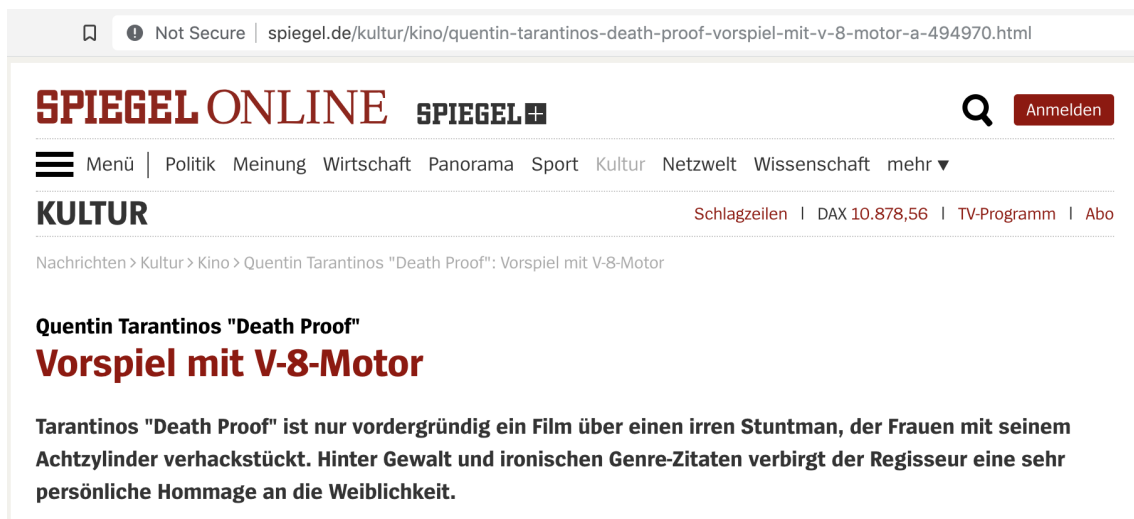 Not Secure | spiegel.de/kultur/kino/quentin-tarantinos-death-proof-vorspiel-mit-v-8-motor-a-494970.html
SPIEGEL ONLINE SPIEGEL+ Anmelden
Menü | Politik Meinung Wirtschaft Panorama Sport Kultur Netzwelt Wissenschaft mehr ▼
KULTUR Schlagzeilen | DAX 10.878,56 | TV-Programm | Abo
Nachrichten > Kultur > Kino > Quentin Tarantinos "Death Proof": Vorspiel mit V-8-Motor
Quentin Tarantinos "Death Proof"
Vorspiel mit V-8-Motor
Tarantinos "Death Proof" ist nur vordergründig ein Film über einen irren Stuntman, der Frauen mit seinem
Achtzylinder verhackstückt. Hinter Gewalt und ironischen Genre-Zitaten verbirgt der Regisseur eine sehr
persönliche Hommage an die Weiblichkeit.